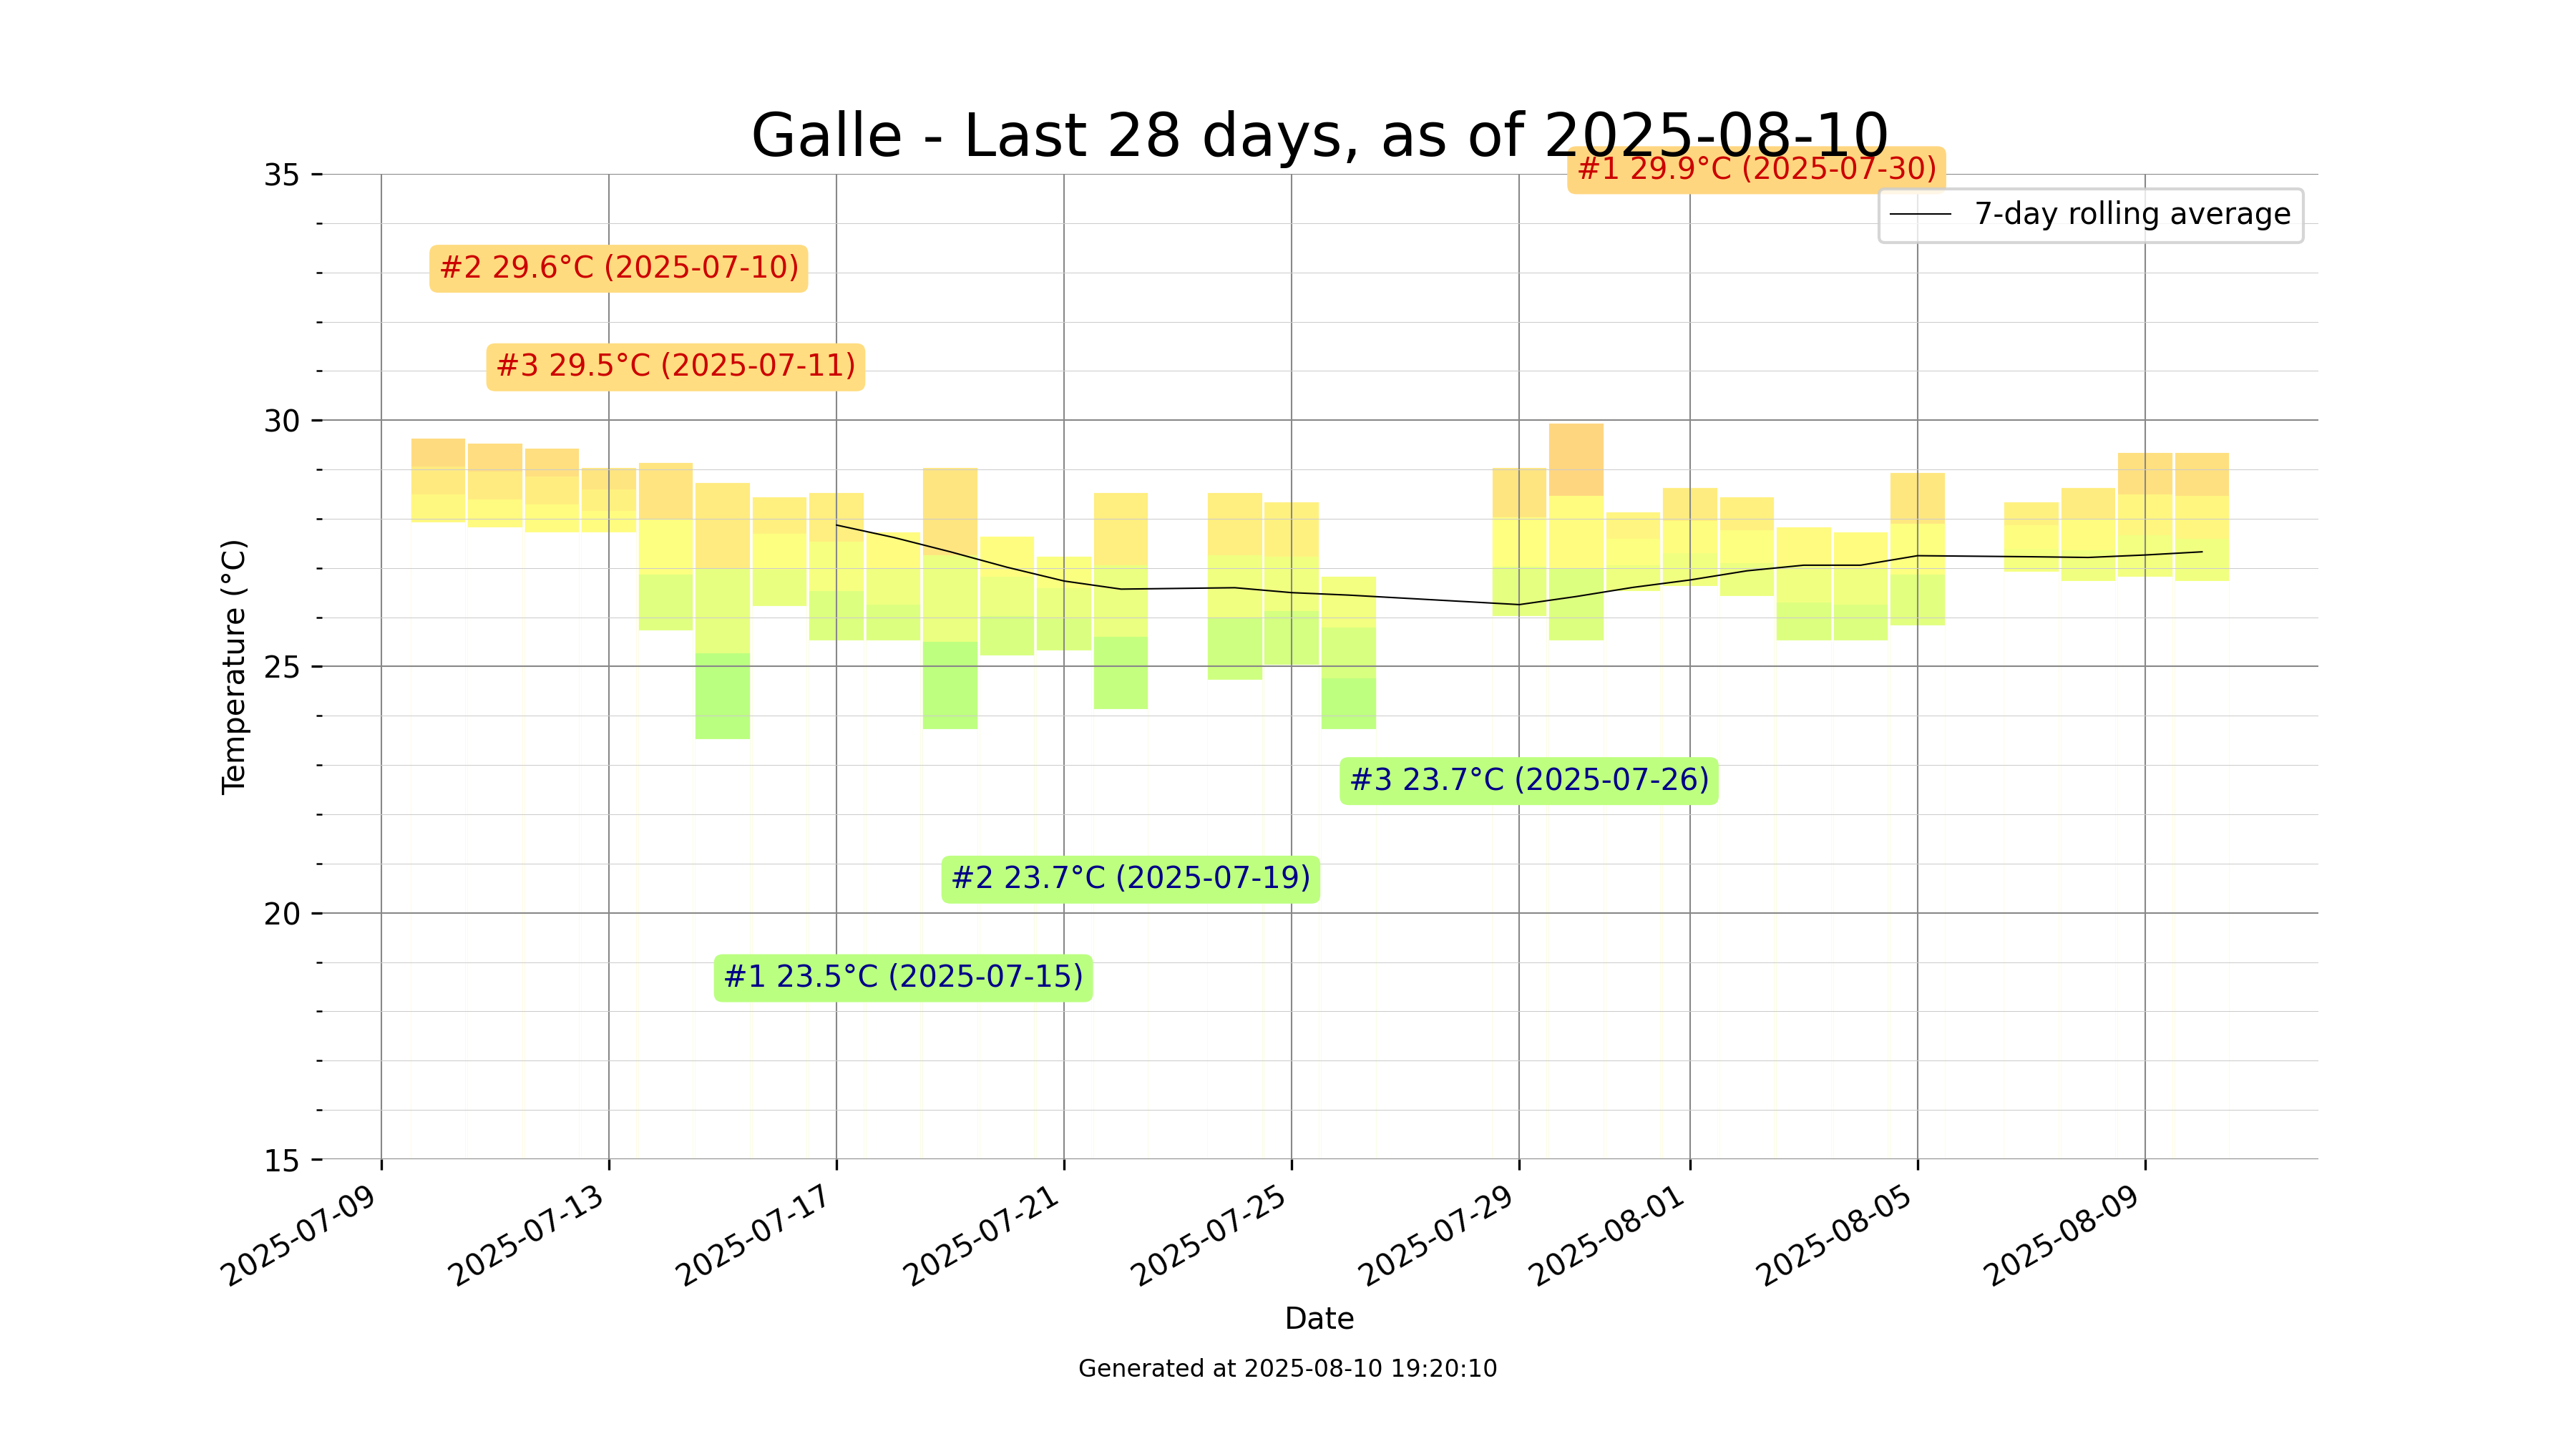 Galle - Last 28 days, as of 2025-08-10
#1 29.9°C (2025-07-30)
7-day rolling average
#2 29.6°C (2025-07-10)
#3 29.5°C (2025-07-11)
#3 23.7°C (2025-07-26)
#2 23.7°C (2025-07-19)
#1 23.5°C (2025-07-15)
35
30
25
20
15
Temperature (°C)
2025-07-09
2025-07-13
2025-07-17
2025-07-21
2025-07-25
2025-07-29
2025-08-01
2025-08-05
2025-08-09
Date
Generated at 2025-08-10 19:20:10